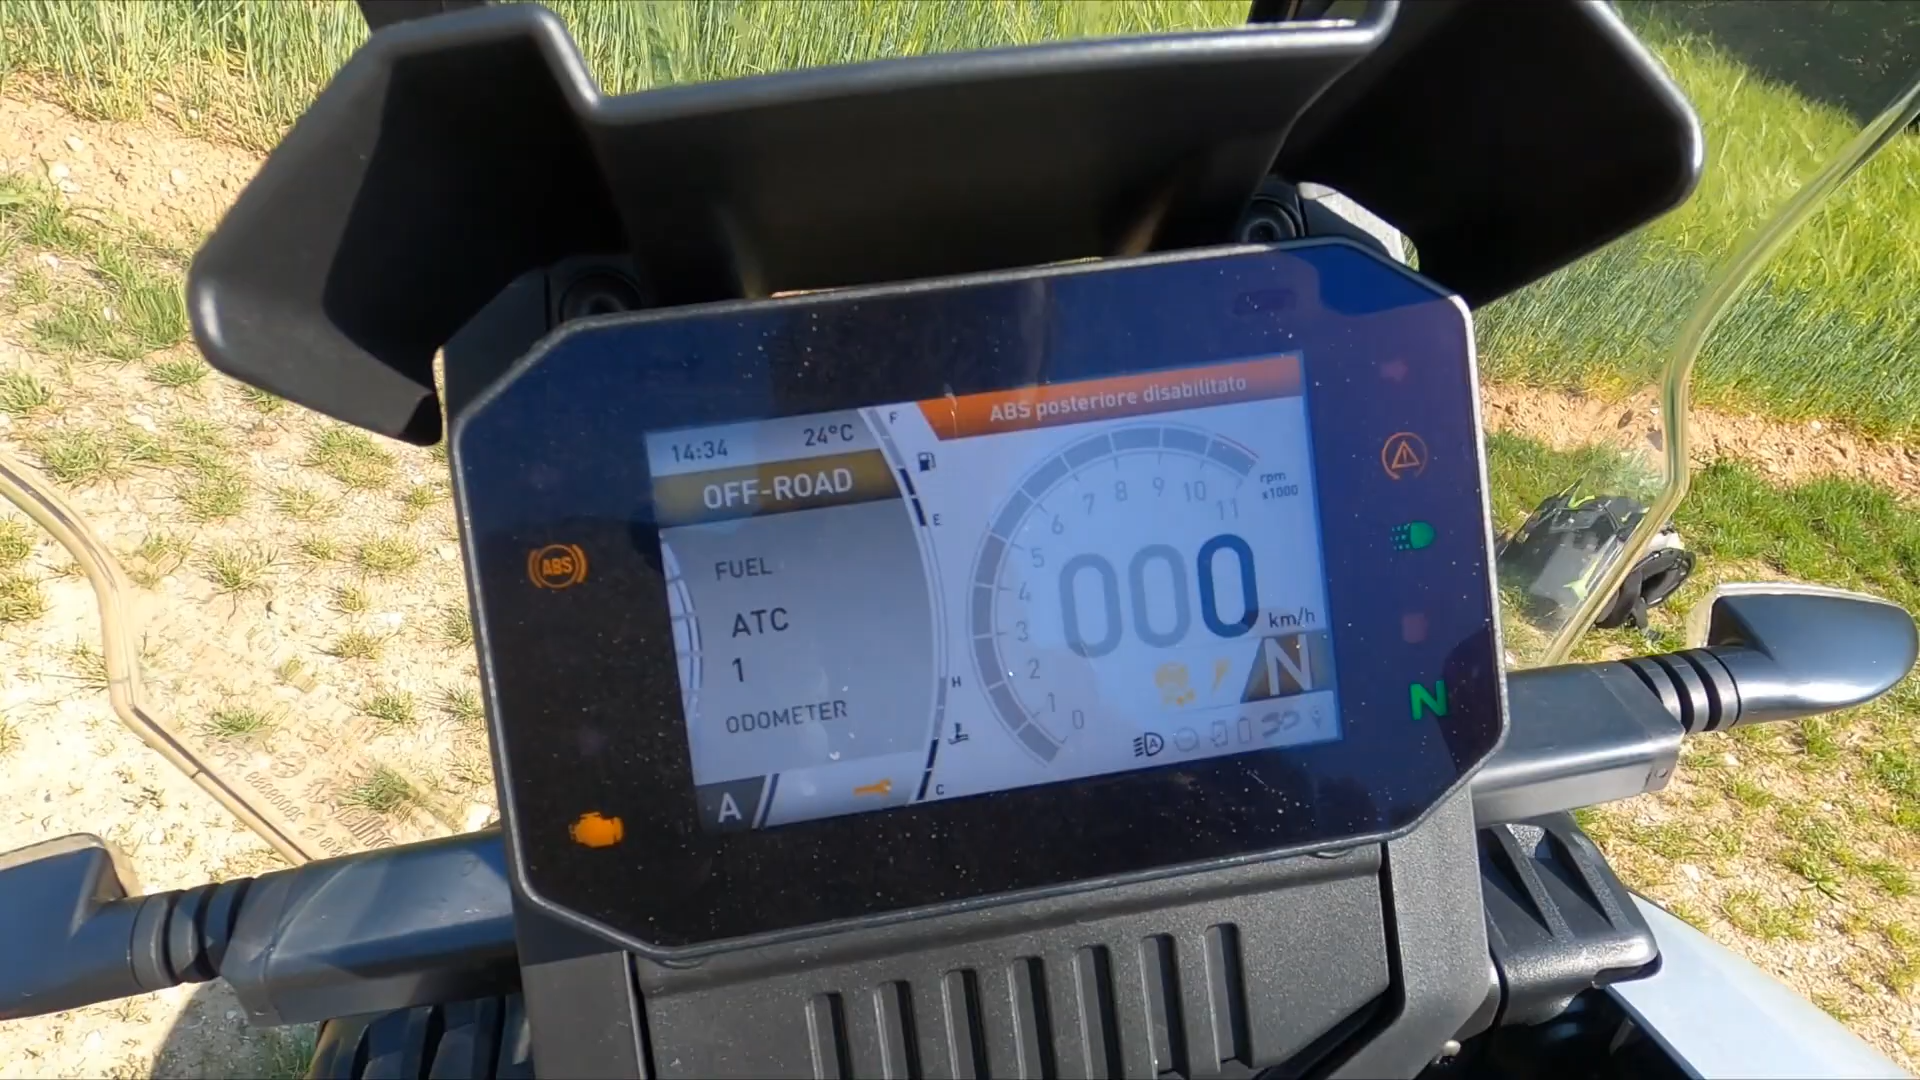 ABS posteriore disabilitato
14:34 24°C
OFF-ROAD
FUEL
ATC
1
ODOMETER
A
F
E
H
C
rpm
x1000
0 1 2 3 4 5 6 7 8 9 10 11
000
km/h
N
A
ABS
N